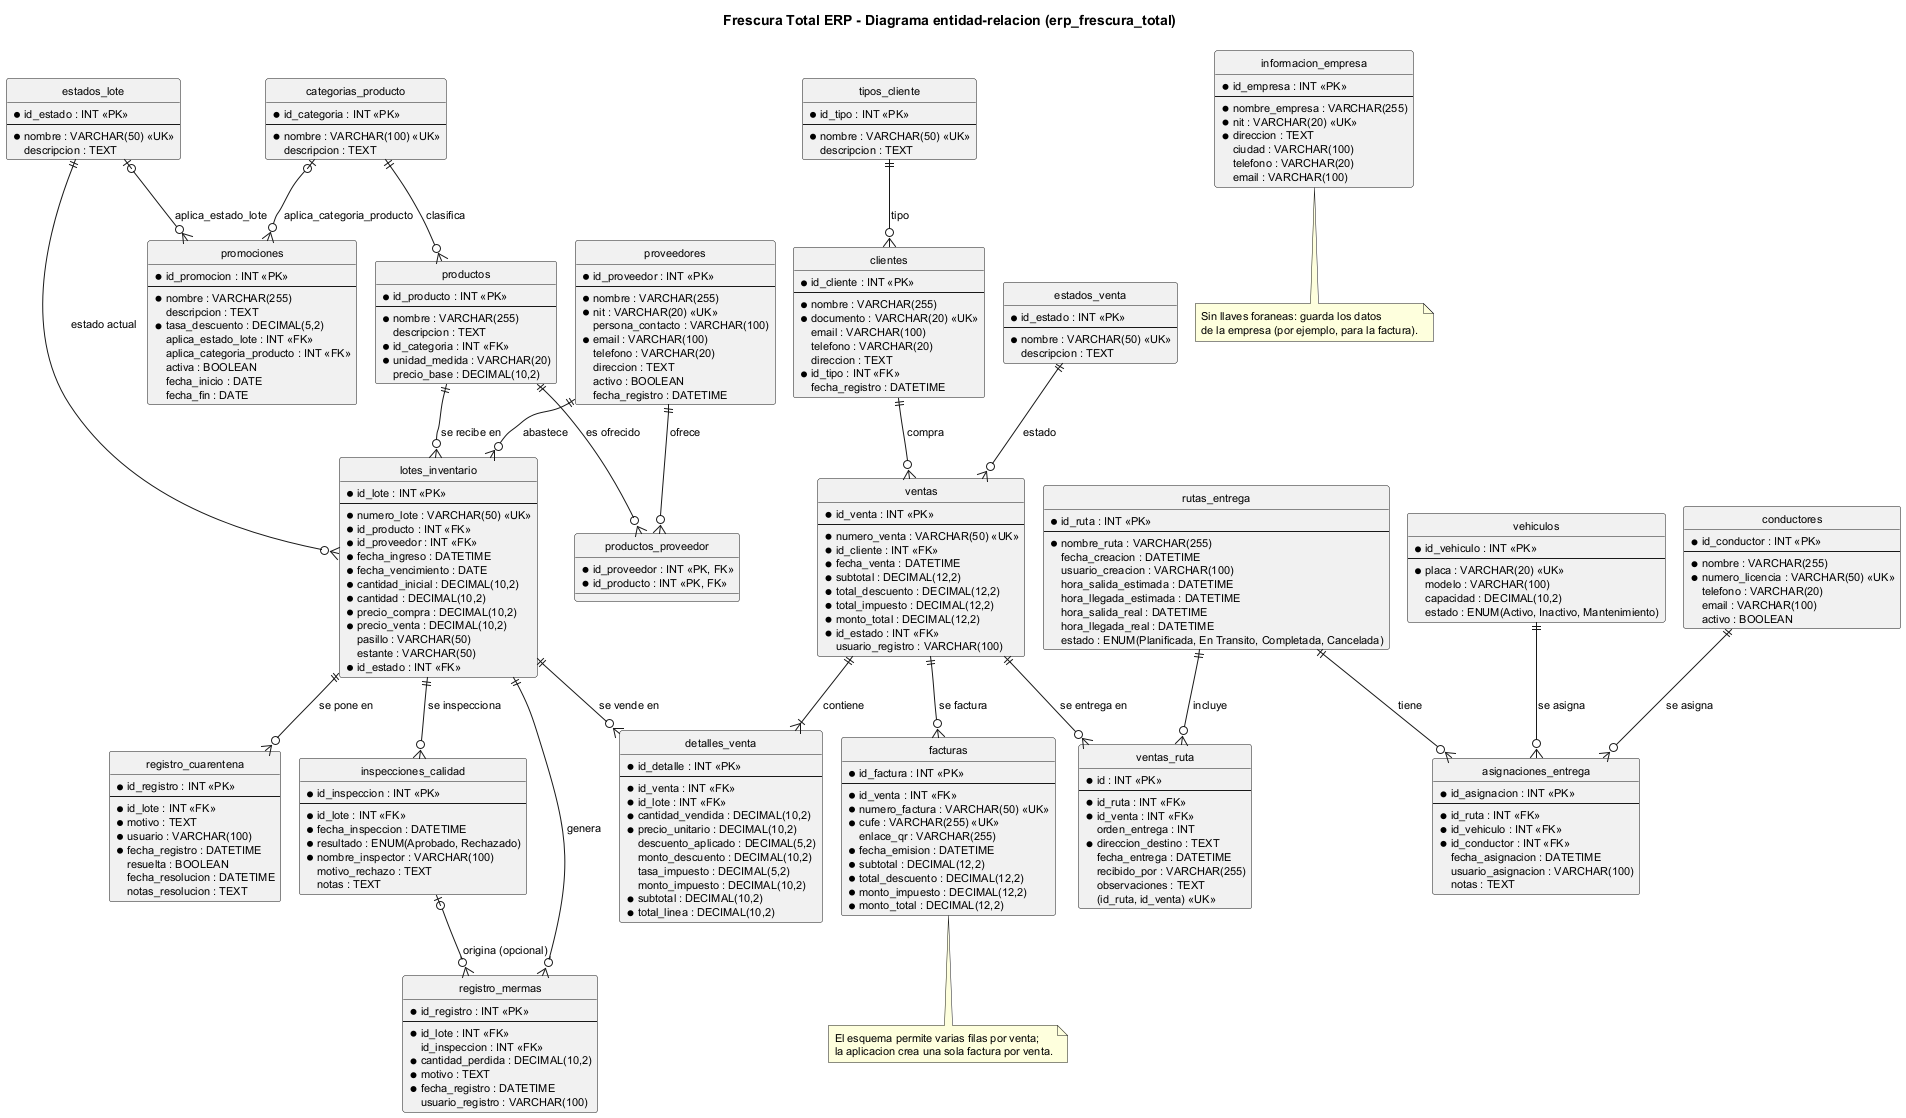 Frescura Total ERP - Diagrama entidad-relacion (erp_frescura_total)
estados_lote
id_estado : INT «PK»
nombre : VARCHAR(50) «UK»
descripcion : TEXT
categorias_producto
id_categoria : INT «PK»
nombre : VARCHAR(100) «UK»
descripcion : TEXT
tipos_cliente
id_tipo : INT «PK»
nombre : VARCHAR(50) «UK»
descripcion : TEXT
informacion_empresa
id_empresa : INT «PK»
nombre_empresa : VARCHAR(255)
nit : VARCHAR(20) «UK»
direccion : TEXT
ciudad : VARCHAR(100)
telefono : VARCHAR(20)
email : VARCHAR(100)
aplica_estado_lote
aplica_categoria_producto
clasifica
tipo
promociones
id_promocion : INT «PK»
nombre : VARCHAR(255)
descripcion : TEXT
tasa_descuento : DECIMAL(5,2)
aplica_estado_lote : INT «FK»
aplica_categoria_producto : INT «FK»
activa : BOOLEAN
fecha_inicio : DATE
fecha_fin : DATE
productos
id_producto : INT «PK»
nombre : VARCHAR(255)
descripcion : TEXT
id_categoria : INT «FK»
unidad_medida : VARCHAR(20)
precio_base : DECIMAL(10,2)
proveedores
id_proveedor : INT «PK»
nombre : VARCHAR(255)
nit : VARCHAR(20) «UK»
persona_contacto : VARCHAR(100)
email : VARCHAR(100)
telefono : VARCHAR(20)
direccion : TEXT
activo : BOOLEAN
fecha_registro : DATETIME
clientes
id_cliente : INT «PK»
nombre : VARCHAR(255)
documento : VARCHAR(20) «UK»
email : VARCHAR(100)
telefono : VARCHAR(20)
direccion : TEXT
id_tipo : INT «FK»
fecha_registro : DATETIME
estados_venta
id_estado : INT «PK»
nombre : VARCHAR(50) «UK»
descripcion : TEXT
Sin llaves foraneas: guarda los datos
de la empresa (por ejemplo, para la factura).
estado actual
se recibe en
abastece
es ofrecido
ofrece
compra
estado
lotes_inventario
id_lote : INT «PK»
numero_lote : VARCHAR(50) «UK»
id_producto : INT «FK»
id_proveedor : INT «FK»
fecha_ingreso : DATETIME
fecha_vencimiento : DATE
cantidad_inicial : DECIMAL(10,2)
cantidad : DECIMAL(10,2)
precio_compra : DECIMAL(10,2)
precio_venta : DECIMAL(10,2)
pasillo : VARCHAR(50)
estante : VARCHAR(50)
id_estado : INT «FK»
productos_proveedor
id_proveedor : INT «PK, FK»
id_producto : INT «PK, FK»
ventas
id_venta : INT «PK»
numero_venta : VARCHAR(50) «UK»
id_cliente : INT «FK»
fecha_venta : DATETIME
subtotal : DECIMAL(12,2)
total_descuento : DECIMAL(12,2)
total_impuesto : DECIMAL(12,2)
monto_total : DECIMAL(12,2)
id_estado : INT «FK»
usuario_registro : VARCHAR(100)
rutas_entrega
id_ruta : INT «PK»
nombre_ruta : VARCHAR(255)
fecha_creacion : DATETIME
usuario_creacion : VARCHAR(100)
hora_salida_estimada : DATETIME
hora_llegada_estimada : DATETIME
hora_salida_real : DATETIME
hora_llegada_real : DATETIME
estado : ENUM(Planificada, En Transito, Completada, Cancelada)
vehiculos
id_vehiculo : INT «PK»
placa : VARCHAR(20) «UK»
modelo : VARCHAR(100)
capacidad : DECIMAL(10,2)
estado : ENUM(Activo, Inactivo, Mantenimiento)
conductores
id_conductor : INT «PK»
nombre : VARCHAR(255)
numero_licencia : VARCHAR(50) «UK»
telefono : VARCHAR(20)
email : VARCHAR(100)
activo : BOOLEAN
se pone en
se inspecciona
se vende en
contiene
se factura
se entrega en
incluye
tiene
se asigna
se asigna
registro_cuarentena
id_registro : INT «PK»
id_lote : INT «FK»
motivo : TEXT
usuario : VARCHAR(100)
fecha_registro : DATETIME
resuelta : BOOLEAN
fecha_resolucion : DATETIME
notas_resolucion : TEXT
inspecciones_calidad
id_inspeccion : INT «PK»
id_lote : INT «FK»
fecha_inspeccion : DATETIME
resultado : ENUM(Aprobado, Rechazado)
nombre_inspector : VARCHAR(100)
motivo_rechazo : TEXT
notas : TEXT
genera
detalles_venta
id_detalle : INT «PK»
id_venta : INT «FK»
id_lote : INT «FK»
cantidad_vendida : DECIMAL(10,2)
precio_unitario : DECIMAL(10,2)
descuento_aplicado : DECIMAL(5,2)
monto_descuento : DECIMAL(10,2)
tasa_impuesto : DECIMAL(5,2)
monto_impuesto : DECIMAL(10,2)
subtotal : DECIMAL(10,2)
total_linea : DECIMAL(10,2)
facturas
id_factura : INT «PK»
id_venta : INT «FK»
numero_factura : VARCHAR(50) «UK»
cufe : VARCHAR(255) «UK»
enlace_qr : VARCHAR(255)
fecha_emision : DATETIME
subtotal : DECIMAL(12,2)
total_descuento : DECIMAL(12,2)
monto_impuesto : DECIMAL(12,2)
monto_total : DECIMAL(12,2)
ventas_ruta
id : INT «PK»
id_ruta : INT «FK»
id_venta : INT «FK»
orden_entrega : INT
direccion_destino : TEXT
fecha_entrega : DATETIME
recibido_por : VARCHAR(255)
observaciones : TEXT
(id_ruta, id_venta) «UK»
asignaciones_entrega
id_asignacion : INT «PK»
id_ruta : INT «FK»
id_vehiculo : INT «FK»
id_conductor : INT «FK»
fecha_asignacion : DATETIME
usuario_asignacion : VARCHAR(100)
notas : TEXT
origina (opcional)
registro_mermas
id_registro : INT «PK»
id_lote : INT «FK»
id_inspeccion : INT «FK»
cantidad_perdida : DECIMAL(10,2)
motivo : TEXT
fecha_registro : DATETIME
usuario_registro : VARCHAR(100)
El esquema permite varias filas por venta;
la aplicacion crea una sola factura por venta.